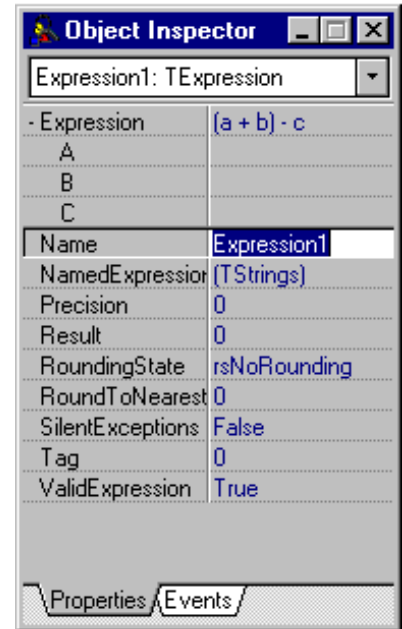 Object Inspector
Expression1: TExpression
- Expression (a + b) - c
A
B
C
Name Expression1
NamedExpression (TStrings)
Precision 0
Result 0
RoundingState rsNoRounding
RoundToNearest 0
SilentExceptions False
Tag 0
ValidExpression True
Properties Events